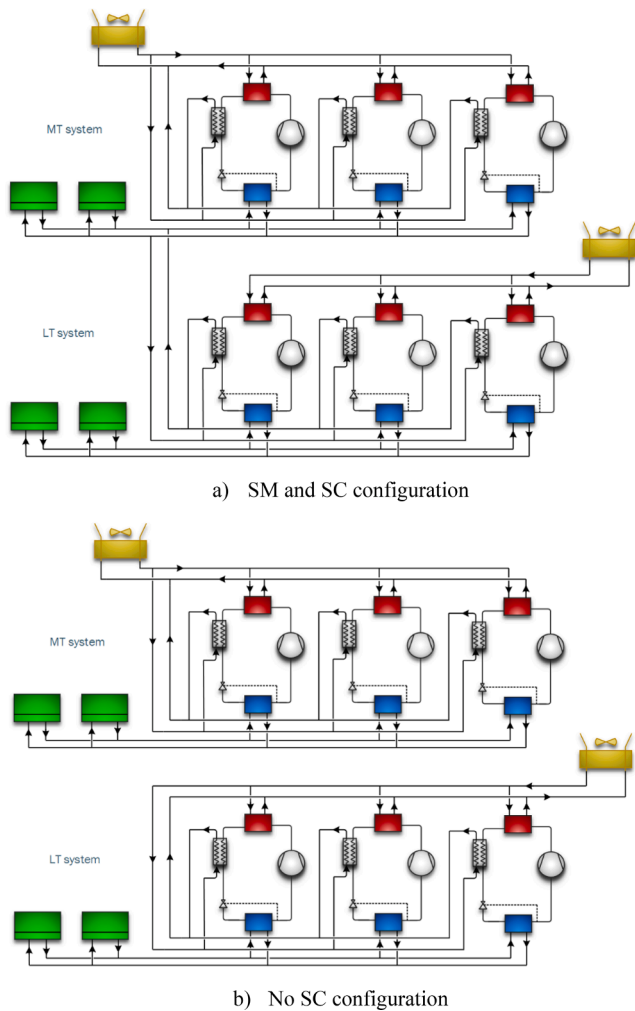 MT system
LT system
a) SM and SC configuration
MT system
LT system
b) No SC configuration